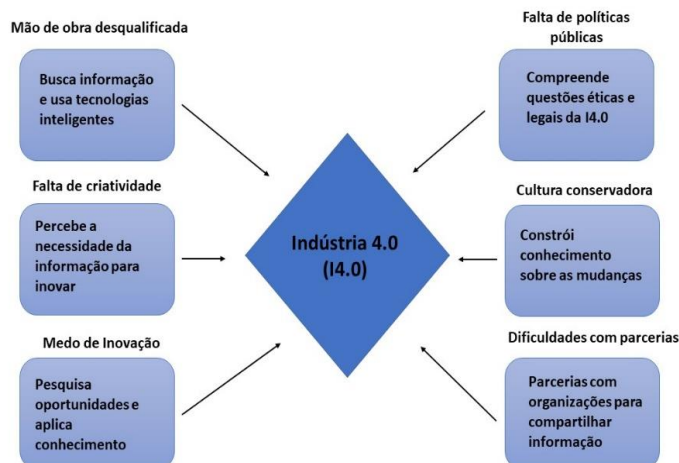 Mão de obra desqualificada
Busca informação
e usa tecnologias
inteligentes
Falta de criatividade
Percebe a
necessidade da
informação para
inovar
Medo de Inovação
Pesquisa
oportunidades e
aplica
conhecimento
Indústria 4.0
(I4.0)
Falta de políticas
públicas
Compreende
questões éticas e
legais da I4.0
Cultura conservadora
Constrói
conhecimento
sobre as mudanças
Dificuldades com parcerias
Parcerias com
organizações para
compartilhar
informação